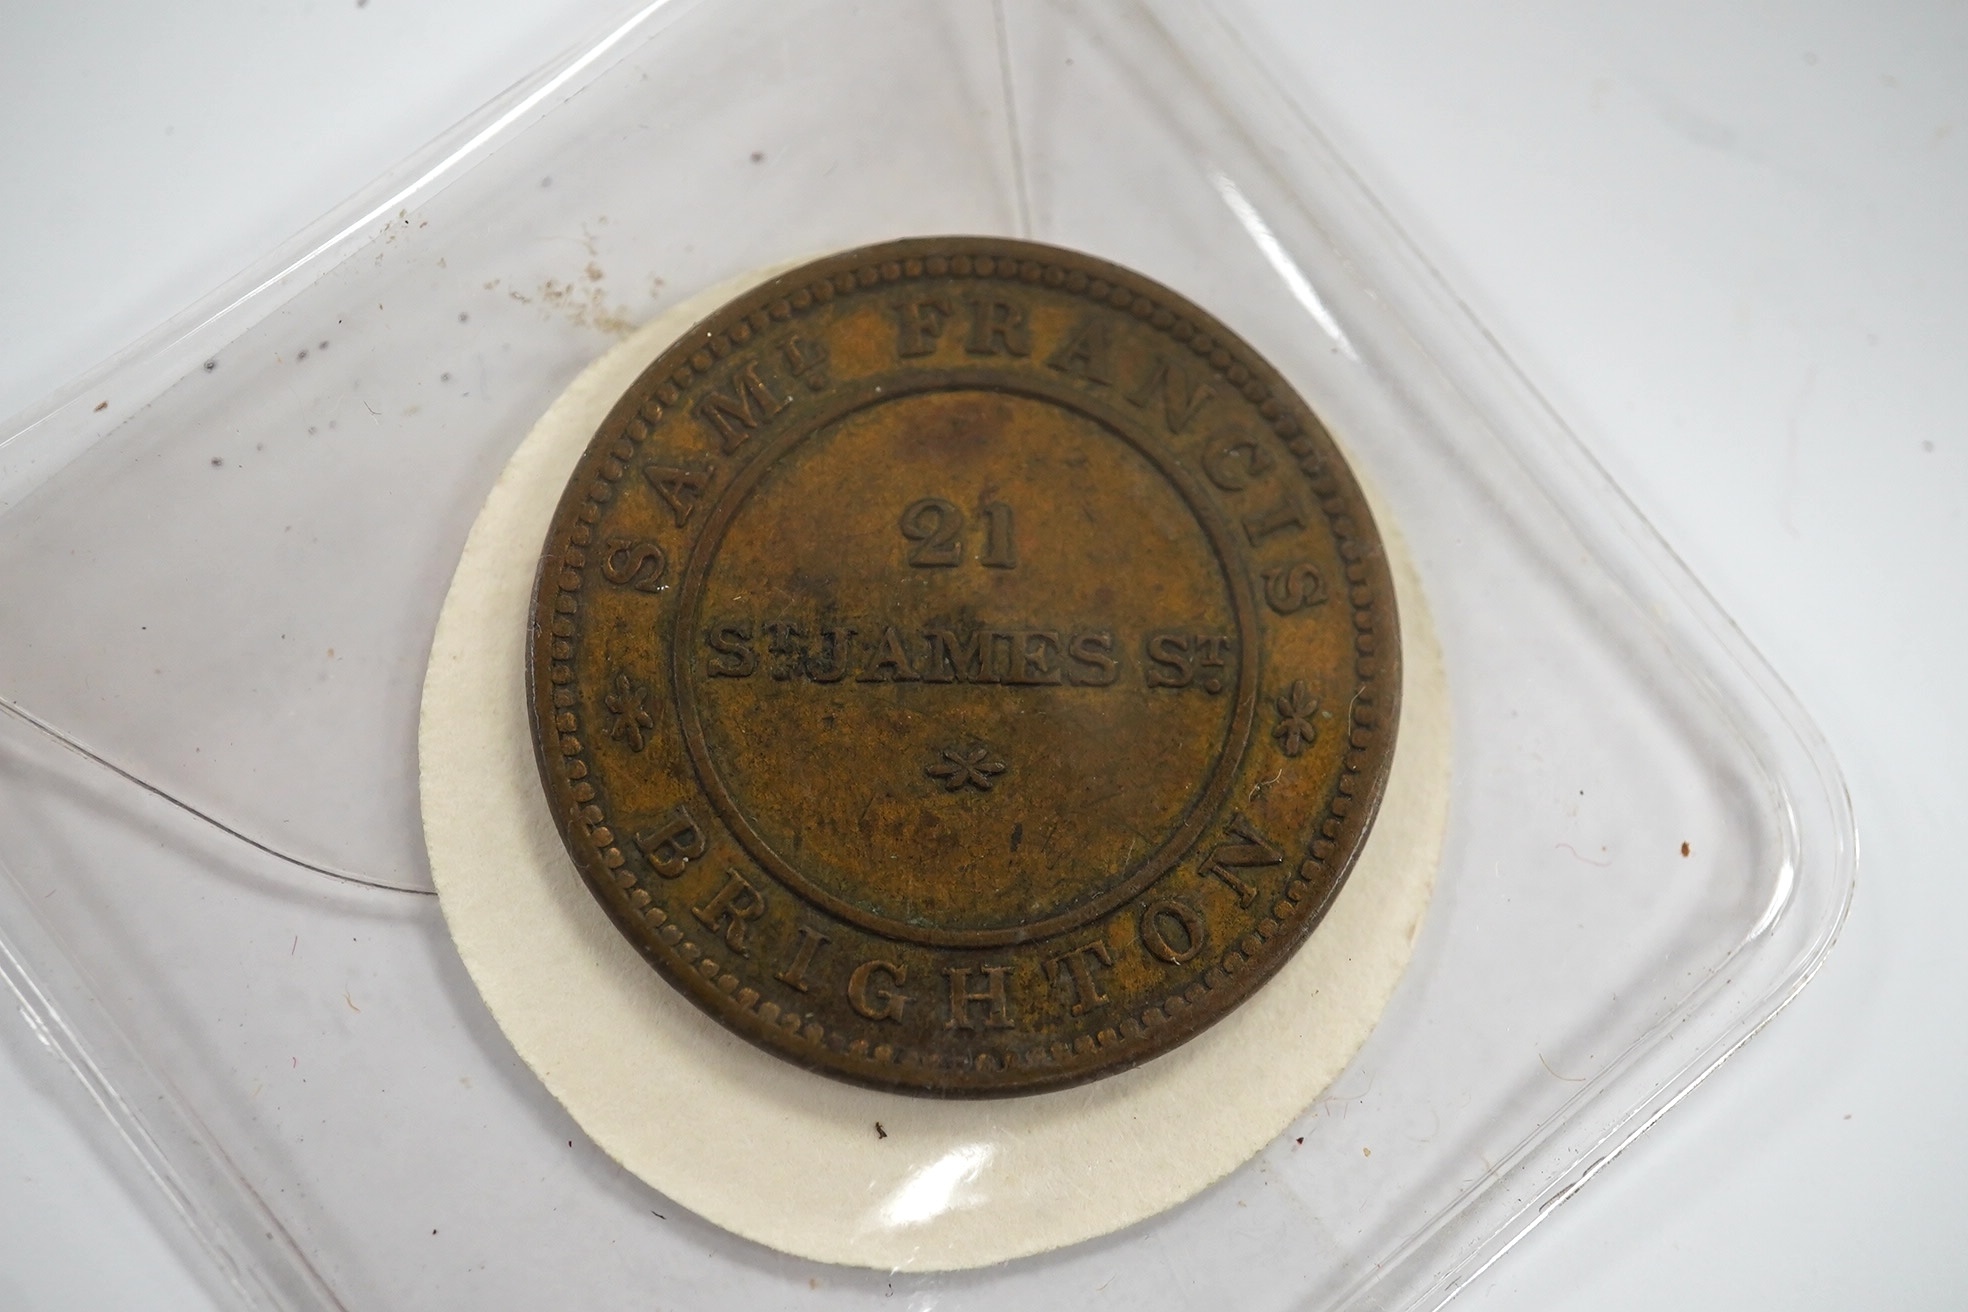 SAML. FRANCIS
21
ST. JAMES ST.
BRIGHTON